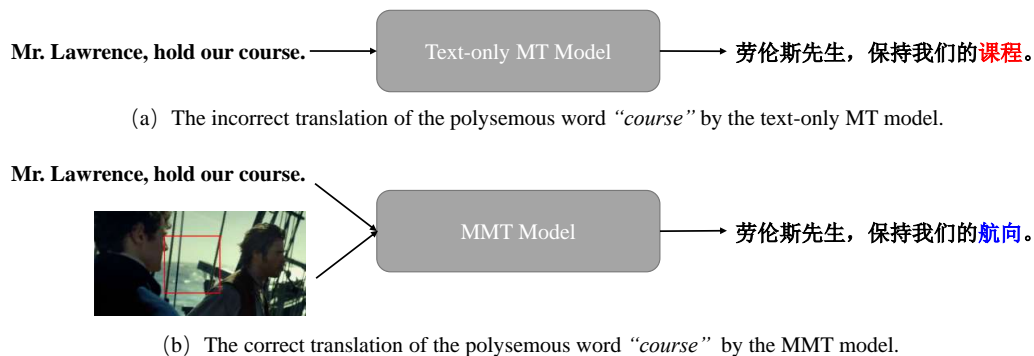 Mr. Lawrence, hold our course.
Text-only MT Model
劳伦斯先生，保持我们的课程。
（a）The incorrect translation of the polysemous word “course” by the text-only MT model.
Mr. Lawrence, hold our course.
MMT Model
劳伦斯先生，保持我们的航向。
（b）The correct translation of the polysemous word “course” by the MMT model.